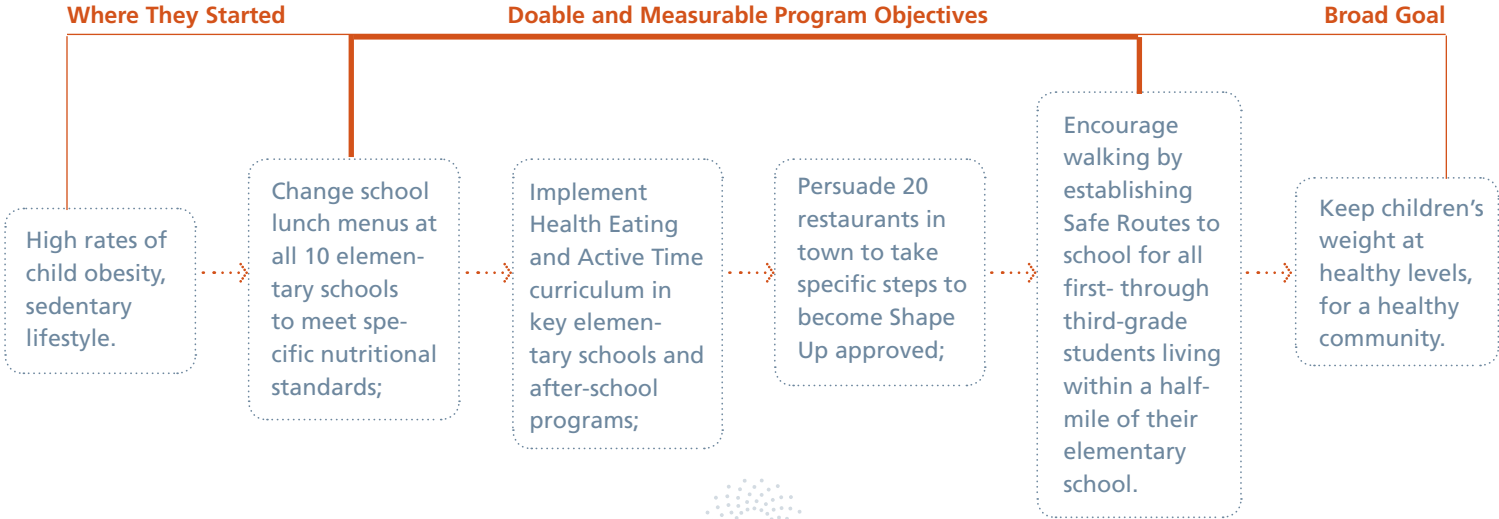 Where They Started
Doable and Measurable Program Objectives
Broad Goal
High rates of
child obesity,
sedentary
lifestyle.
Change school
lunch menus at
all 10 elemen-
tary schools
to meet spe-
cific nutritional
standards;
Implement
Health Eating
and Active Time
curriculum in
key elemen-
tary schools and
after-school
programs;
Persuade 20
restaurants in
town to take
specific steps to
become Shape
Up approved;
Encourage
walking by
establishing
Safe Routes to
school for all
first- through
third-grade
students living
within a half-
mile of their
elementary
school.
Keep children’s
weight at
healthy levels,
for a healthy
community.